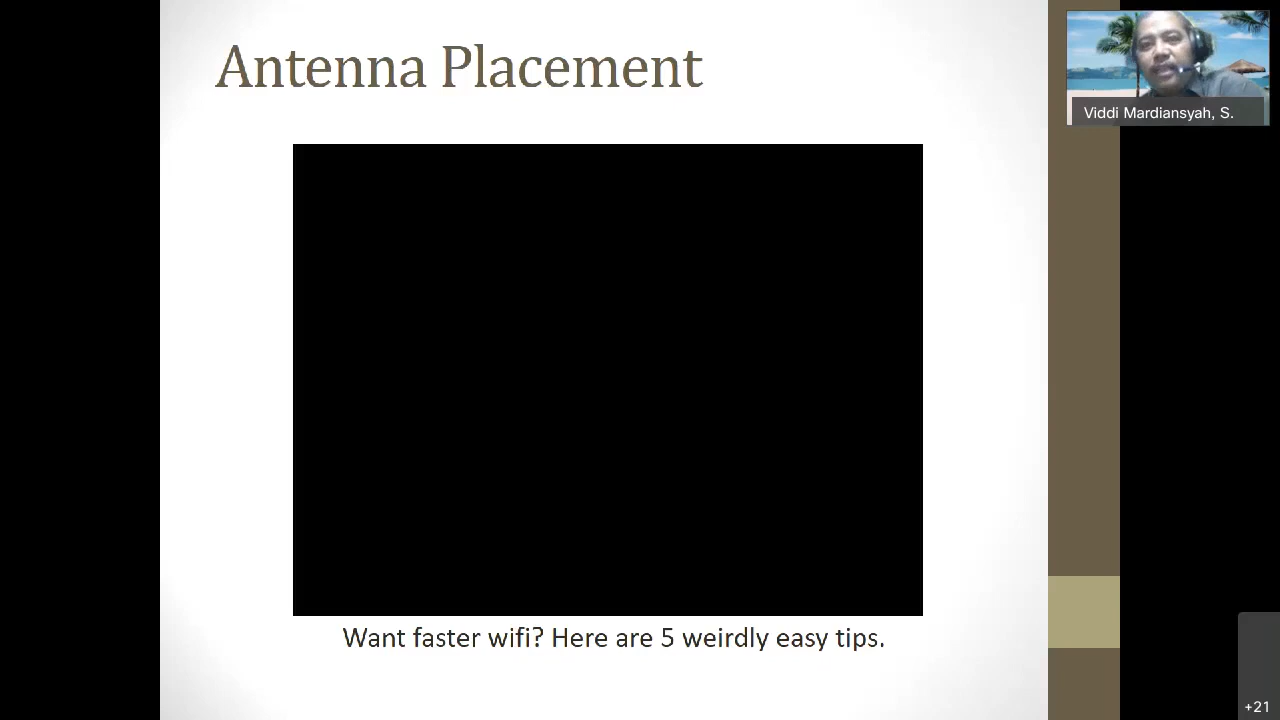 Antenna Placement
Viddi Mardiansyah, S.
Want faster wifi? Here are 5 weirdly easy tips.
+21